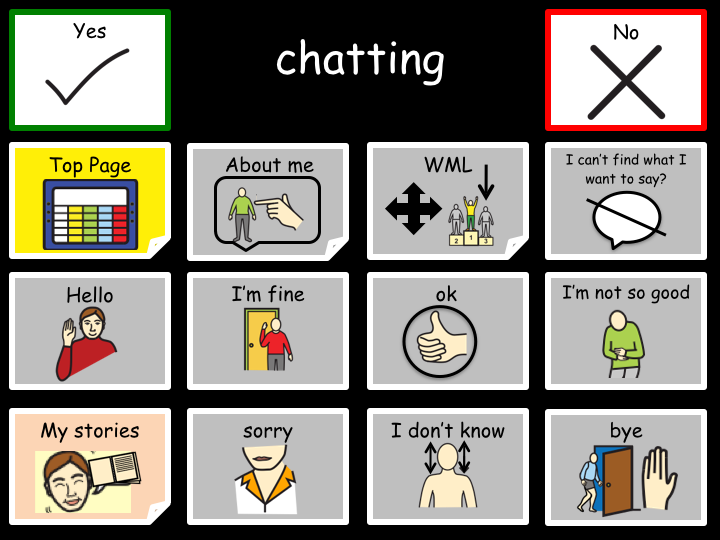 Yes
chatting
No
Top Page
About me
WML
I can't find what I
want to say?
2
1
3
Hello
I'm fine
ok
I'm not so good
My stories
sorry
I don't know
bye